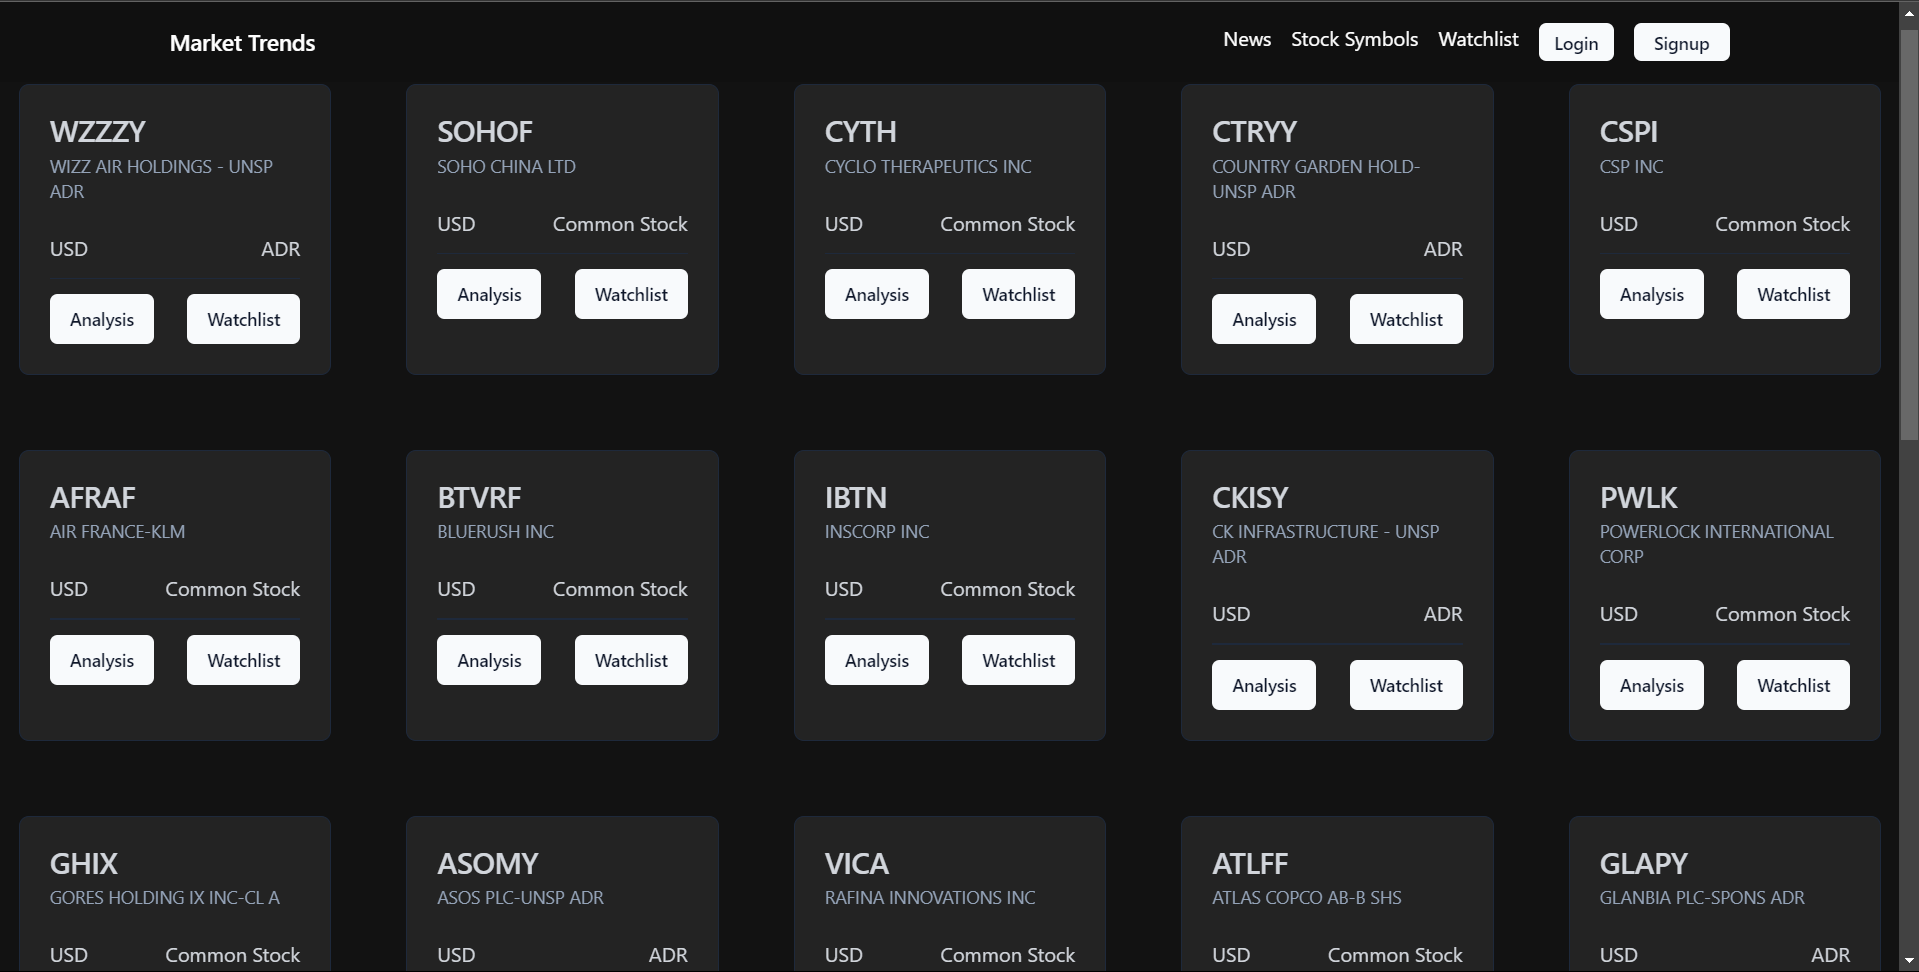 Market Trends
News Stock Symbols Watchlist Login Signup
WZZZY
WIZZ AIR HOLDINGS - UNSP
ADR
USD ADR
Analysis Watchlist
SOHOF
SOHO CHINA LTD
USD Common Stock
Analysis Watchlist
CYTH
CYCLO THERAPEUTICS INC
USD Common Stock
Analysis Watchlist
CTRYY
COUNTRY GARDEN HOLD-
UNSP ADR
USD ADR
Analysis Watchlist
CSPI
CSP INC
USD Common Stock
Analysis Watchlist
AFRAF
AIR FRANCE-KLM
USD Common Stock
Analysis Watchlist
BTVRF
BLUERUSH INC
USD Common Stock
Analysis Watchlist
IBTN
INSCORP INC
USD Common Stock
Analysis Watchlist
CKISY
CK INFRASTRUCTURE - UNSP
ADR
USD ADR
Analysis Watchlist
PWLK
POWERLOCK INTERNATIONAL
CORP
USD Common Stock
Analysis Watchlist
GHIX
GORES HOLDING IX INC-CL A
USD Common Stock
ASOMY
ASOS PLC-UNSP ADR
USD ADR
VICA
RAFINA INNOVATIONS INC
USD Common Stock
ATLFF
ATLAS COPCO AB-B SHS
USD Common Stock
GLAPY
GLANBIA PLC-SPONS ADR
USD ADR